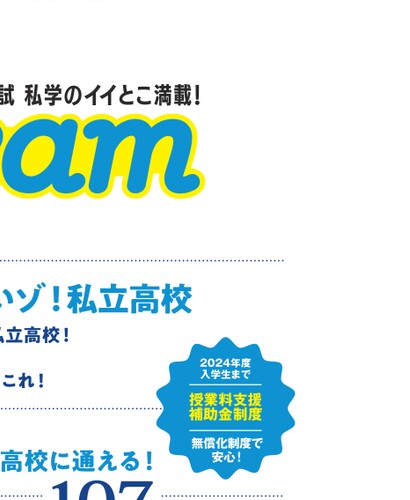 試 私学のイイとこ満載！
am
いゾ！私立高校
私立高校！
これ！
2024年度
入学生まで
授業料支援
補助金制度
無償化制度で
安心！
高校に通える！
107